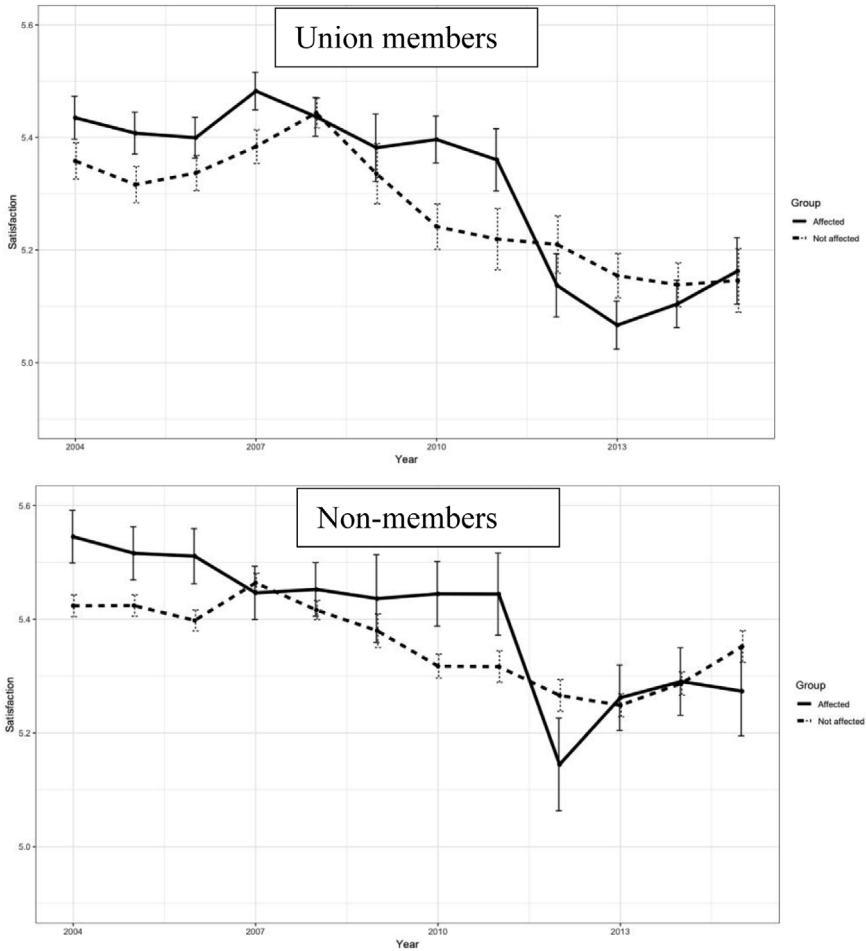 Union members
5.6
5.4
5.2
5.0
Satisfaction
2004
2007
2010
2013
Year
Group
Affected
Not affected
Non-members
5.6
5.4
5.2
5.0
Satisfaction
2004
2007
2010
2013
Year
Group
Affected
Not affected